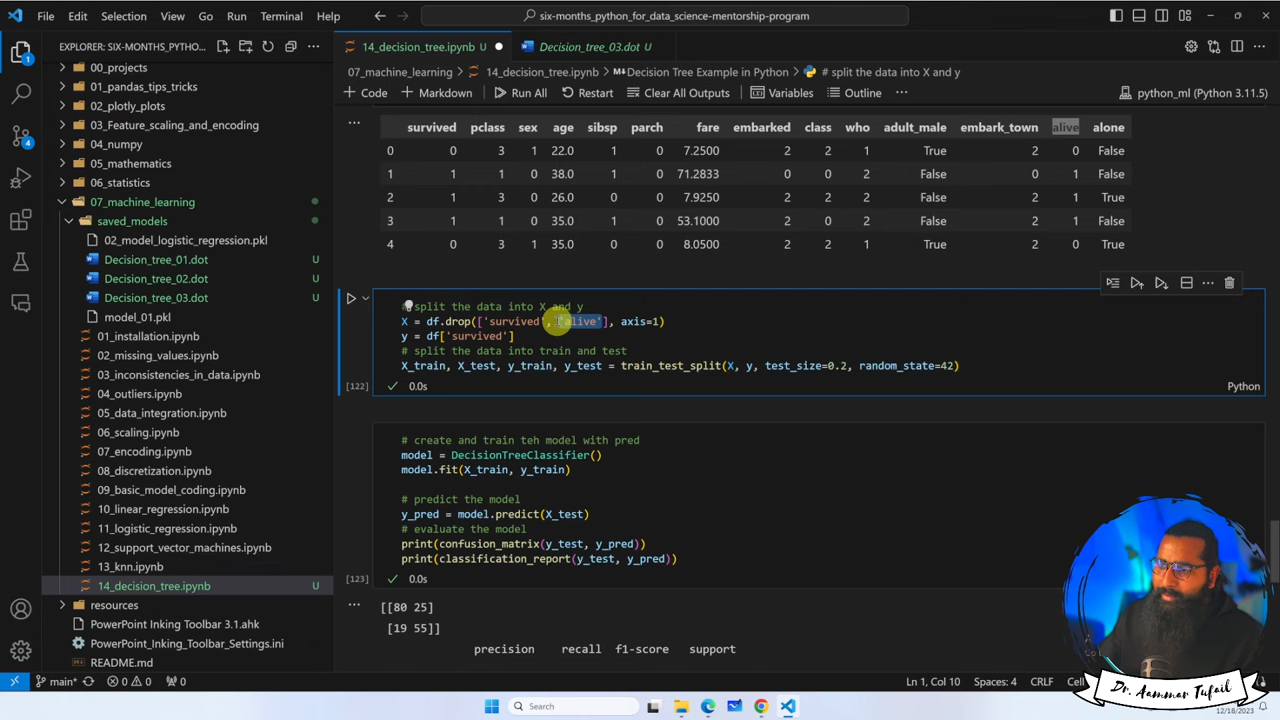 File Edit Selection View Go Run Terminal Help
six-months_python_for_data_science-mentorship-program
EXPLORER: SIX-MONTHS_PYTHO...
14_decision_tree.ipynb U
Decision_tree_03.dot U
07_machine_learning > 14_decision_tree.ipynb > Decision Tree Example in Python > # split the data into X and y
+ Code + Markdown Run All Restart Clear All Outputs Variables Outline ... python_ml (Python 3.11.5)
00_projects
01_pandas_tips_tricks
02_plotly_plots
03_Feature_scaling_and_encoding
04_numpy
05_mathematics
06_statistics
07_machine_learning
saved_models
02_model_logistic_regression.pkl
Decision_tree_01.dot U
Decision_tree_02.dot U
Decision_tree_03.dot U
model_01.pkl
01_installation.ipynb
02_missing_values.ipynb
03_inconsistencies_in_data.ipynb
04_outliers.ipynb
05_data_integration.ipynb
06_scaling.ipynb
07_encoding.ipynb
08_discretization.ipynb
09_basic_model_coding.ipynb
10_linear_regression.ipynb
11_logistic_regression.ipynb
12_support_vector_machines.ipynb
13_knn.ipynb
14_decision_tree.ipynb U
resources
PowerPoint Inking Toolbar 3.1.ahk
PowerPoint_Inking_Toolbar_Settings.ini
README.md
1
4
survived pclass sex age sibsp parch fare embarked class who adult_male embark_town alive alone
0 0 3 1 22.0 1 0 7.2500 2 2 1 True 2 0 False
1 1 1 0 38.0 1 0 71.2833 0 0 2 False 0 1 False
2 1 3 0 26.0 0 0 7.9250 2 2 2 False 2 1 True
3 1 1 0 35.0 1 0 53.1000 2 0 2 False 2 1 False
4 0 3 1 35.0 0 0 8.0500 2 2 1 True 2 0 True
# split the data into X and y
X = df.drop(['survived', 'alive'], axis=1)
y = df['survived']
# split the data into train and test
X_train, X_test, y_train, y_test = train_test_split(X, y, test_size=0.2, random_state=42)
[122] 0.0s Python
# create and train teh model with pred
model = DecisionTreeClassifier()
model.fit(X_train, y_train)
# predict the model
y_pred = model.predict(X_test)
# evaluate the model
print(confusion_matrix(y_test, y_pred))
print(classification_report(y_test, y_pred))
[123] 0.0s
[[80 25]
[19 55]]
precision recall f1-score support
main* 0 0 0 Ln 1, Col 10 Spaces: 4 CRLF Cell
Dr. Aammar Tufail
Search
12/18/2023